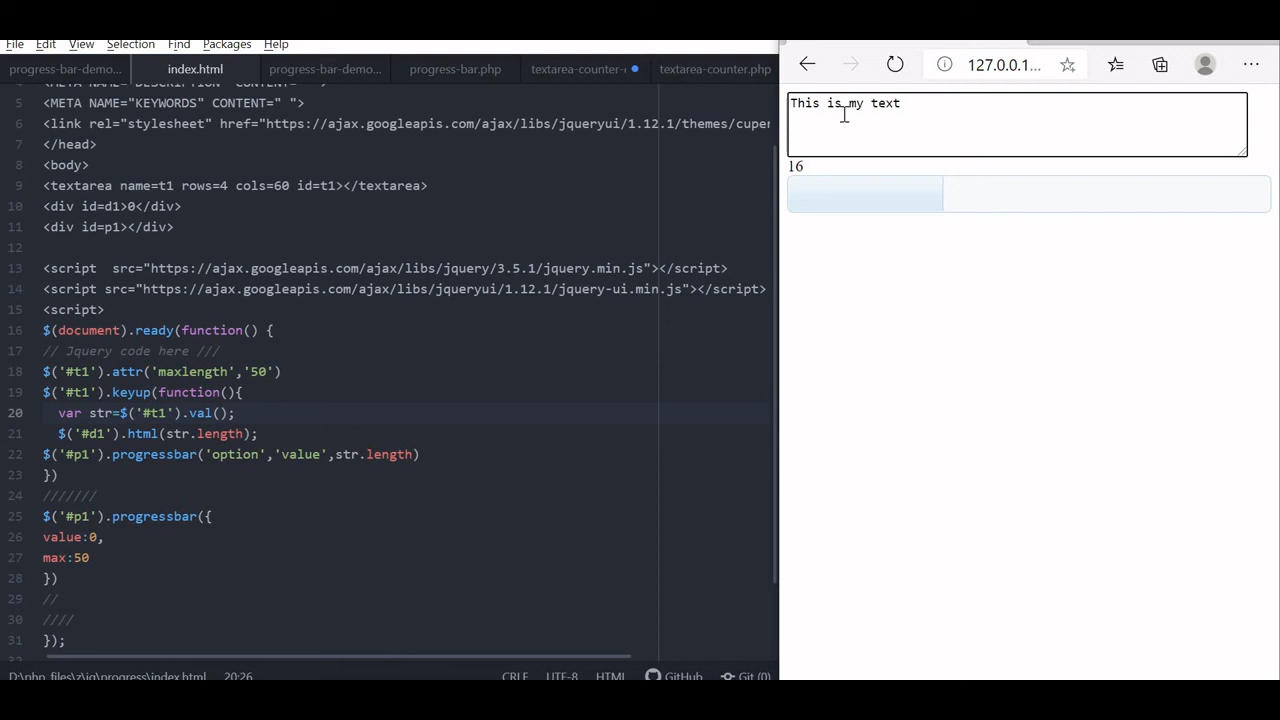 File Edit View Selection Find Packages Help
progress-bar-demo... index.html progress-bar-demo... progress-bar.php textarea-counter- textarea-counter.php
5 <META NAME="KEYWORDS" CONTENT=" ">
6 <link rel="stylesheet" href="https://ajax.googleapis.com/ajax/libs/jqueryui/1.12.1/themes/cuper
7 </head>
8 <body>
9 <textarea name=t1 rows=4 cols=60 id=t1></textarea>
10 <div id=d1>0</div>
11 <div id=p1></div>
12
13 <script  src="https://ajax.googleapis.com/ajax/libs/jquery/3.5.1/jquery.min.js"></script>
14 <script src="https://ajax.googleapis.com/ajax/libs/jqueryui/1.12.1/jquery-ui.min.js"></script>
15 <script>
16 $(document).ready(function() {
17 // Jquery code here ///
18 $('#t1').attr('maxlength','50')
19 $('#t1').keyup(function(){
20 var str=$('#t1').val();
21 $('#d1').html(str.length);
22 $('#p1').progressbar('option','value',str.length)
23 })
24 ///////
25 $('#p1').progressbar({
26 value:0,
27 max:50
28 })
29 //
30 ////
31 });
D:\php_files\z\jq\progress\index.html 20:26 CRLF UTF-8 HTML GitHub Git (0)
127.0.0.1...
This is my text
16